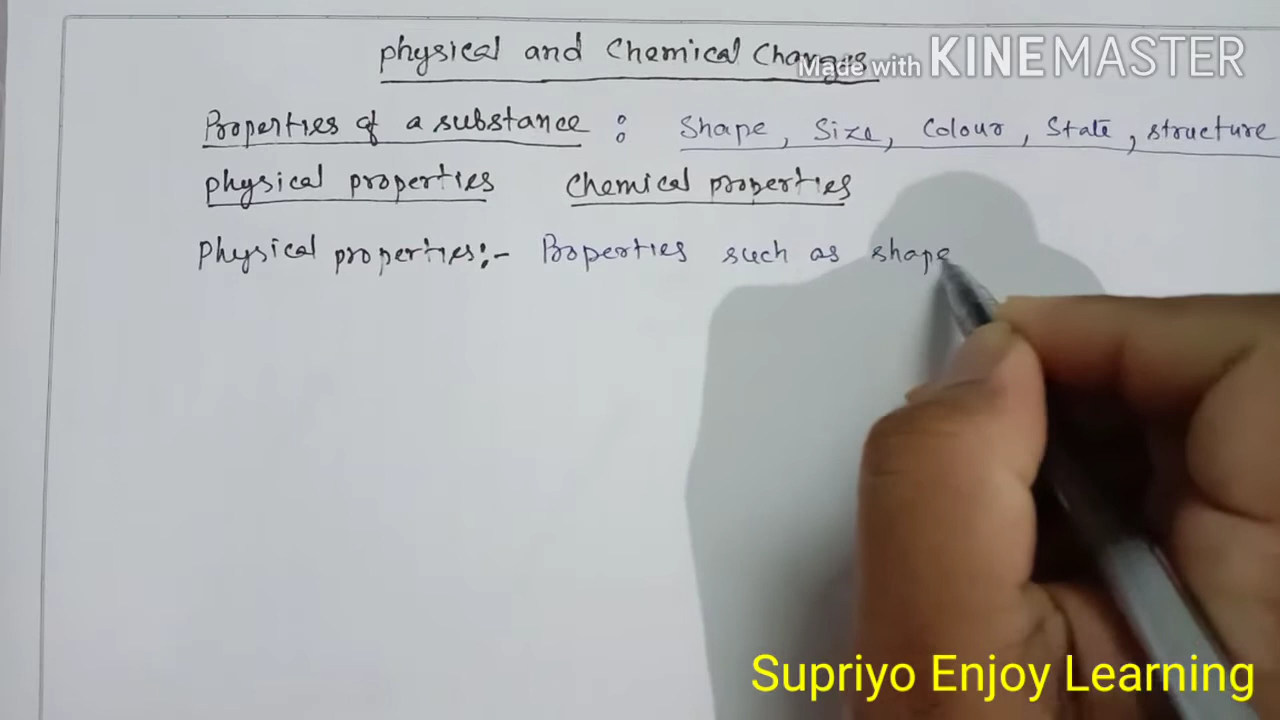 physical and Chemical Changes
Made with KINEMASTER
Properties of a substance : Shape, Size, Colour, State, structure
physical properties Chemical properties
Physical properties:- Properties such as shape
Supriyo Enjoy Learning